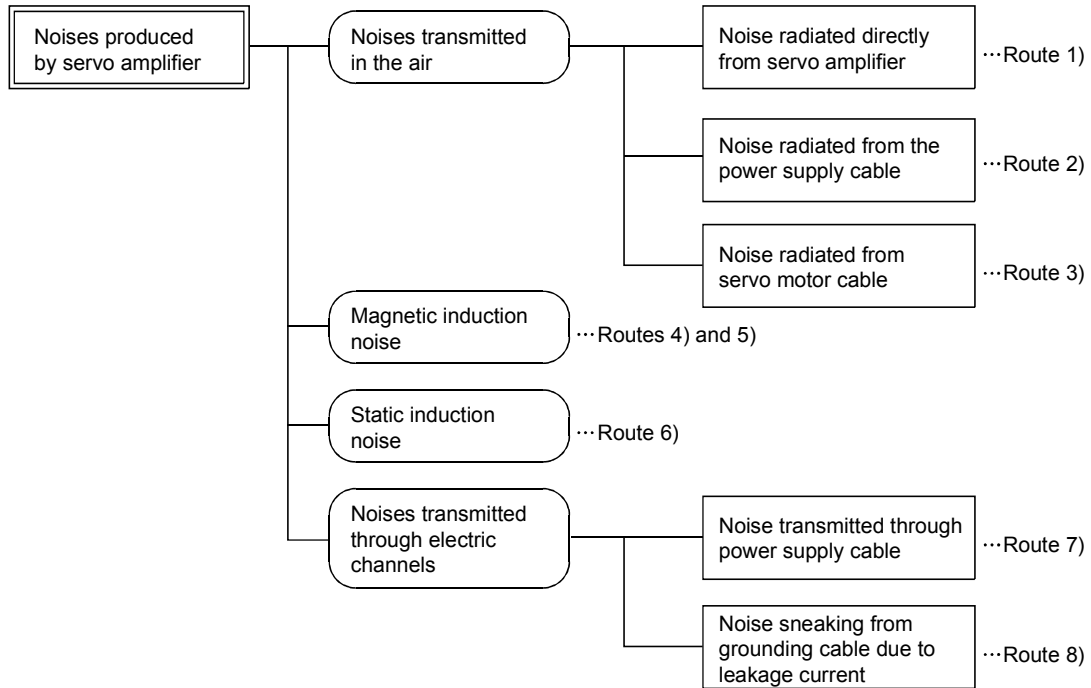 Noises produced
by servo amplifier
Noises transmitted
in the air
Noise radiated directly
from servo amplifier
…Route 1)
Noise radiated from the
power supply cable
…Route 2)
Noise radiated from
servo motor cable
…Route 3)
Magnetic induction
noise
…Routes 4) and 5)
Static induction
noise
…Route 6)
Noises transmitted
through electric
channels
Noise transmitted through
power supply cable
…Route 7)
Noise sneaking from
grounding cable due to
leakage current
…Route 8)